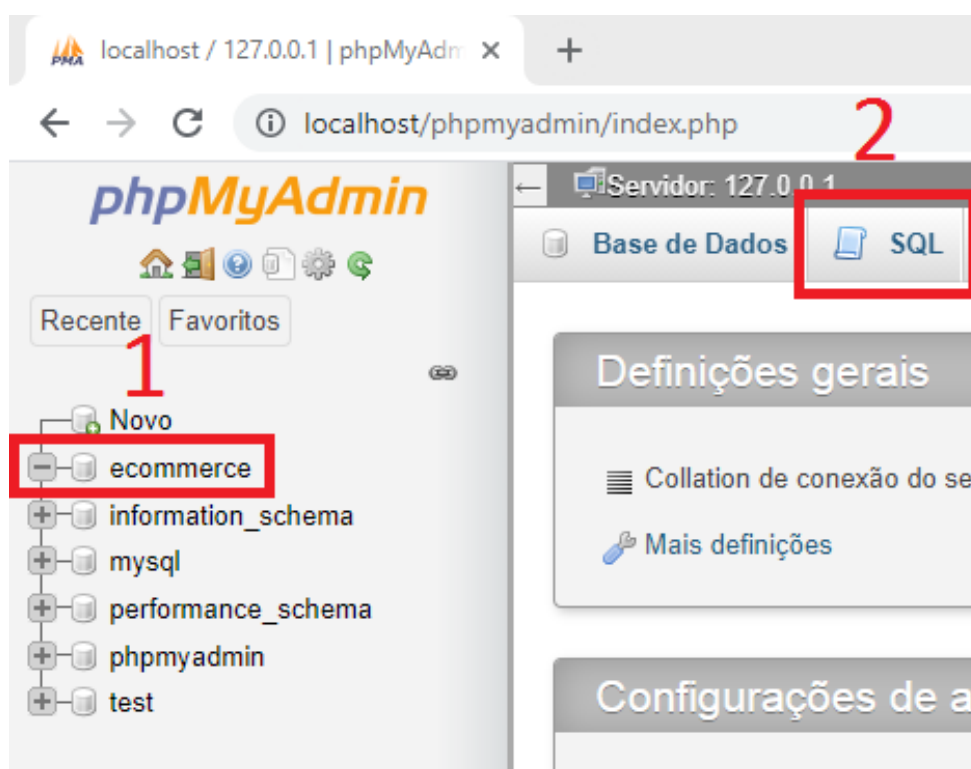 localhost / 127.0.0.1 | phpMyAdm
localhost/phpmyadmin/index.php
2
phpMyAdmin
Servidor: 127.0.0.1
Base de Dados
SQL
Recente
Favoritos
1
Novo
ecommerce
information_schema
mysql
performance_schema
phpmyadmin
test
Definições gerais
Collation de conexão do se
Mais definições
Configurações de a